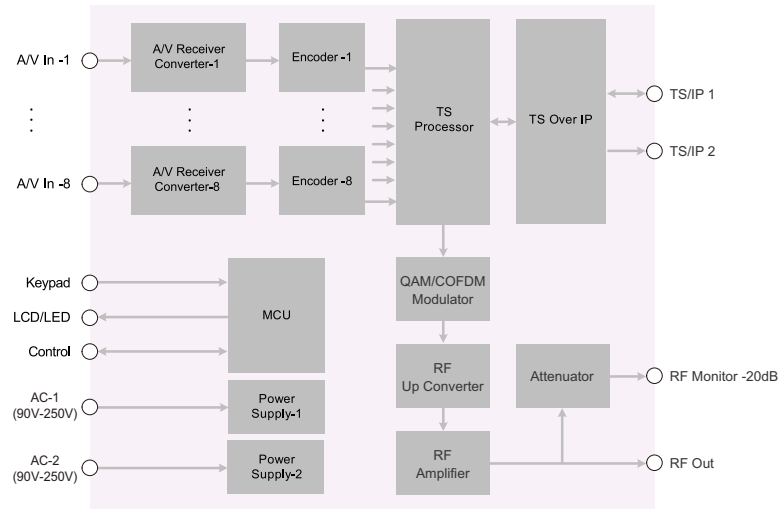 A/V In -1
A/V Receiver
Converter-1
Encoder -1
TS
Processor
TS Over IP
TS/IP 1
TS/IP 2
A/V In -8
A/V Receiver
Converter-8
Encoder -8
Keypad
LCD/LED
Control
MCU
QAM/COFDM
Modulator
RF
Up Converter
Attenuator
RF Monitor -20dB
AC-1
(90V-250V)
Power
Supply-1
AC-2
(90V-250V)
Power
Supply-2
RF
Amplifier
RF Out